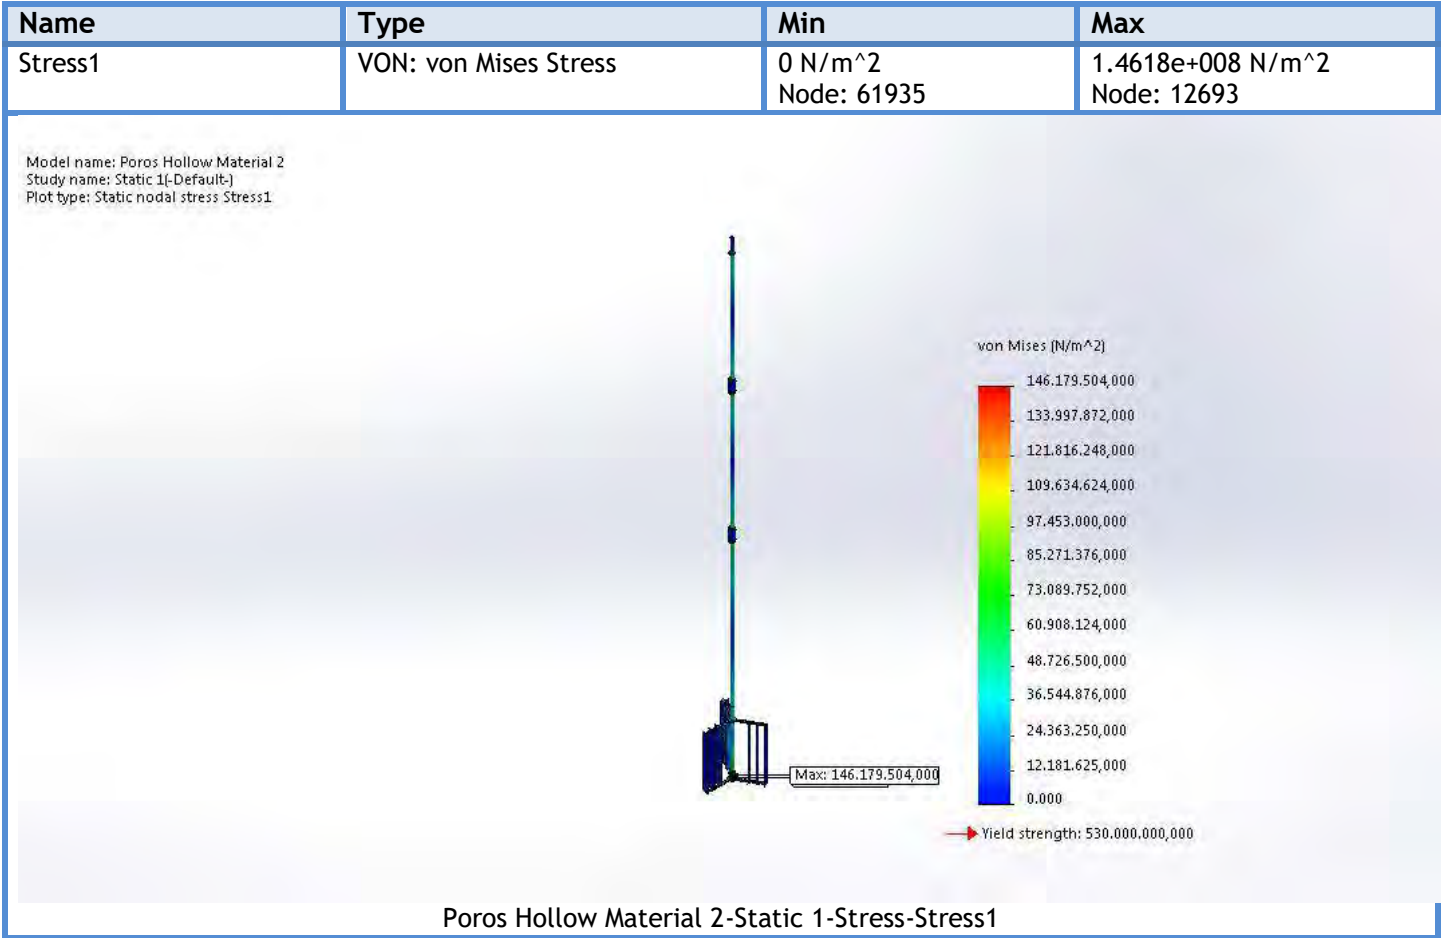 Name Type Min Max
Stress1 VON: von Mises Stress 0 N/m^2 1.4618e+008 N/m^2
Node: 61935 Node: 12693
Model name: Poros Hollow Material 2
Study name: Static 1(-Default-)
Plot type: Static nodal stress Stress1
von Mises (N/m^2)
146.179.504,000
133.997.872,000
121.816.248,000
109.634.624,000
97.453.000,000
85.271.376,000
73.089.752,000
60.908.124,000
48.726.500,000
36.544.876,000
24.363.250,000
12.181.625,000
0.000
Max: 146.179.504,000
Yield strength: 530.000.000,000
Poros Hollow Material 2-Static 1-Stress-Stress1